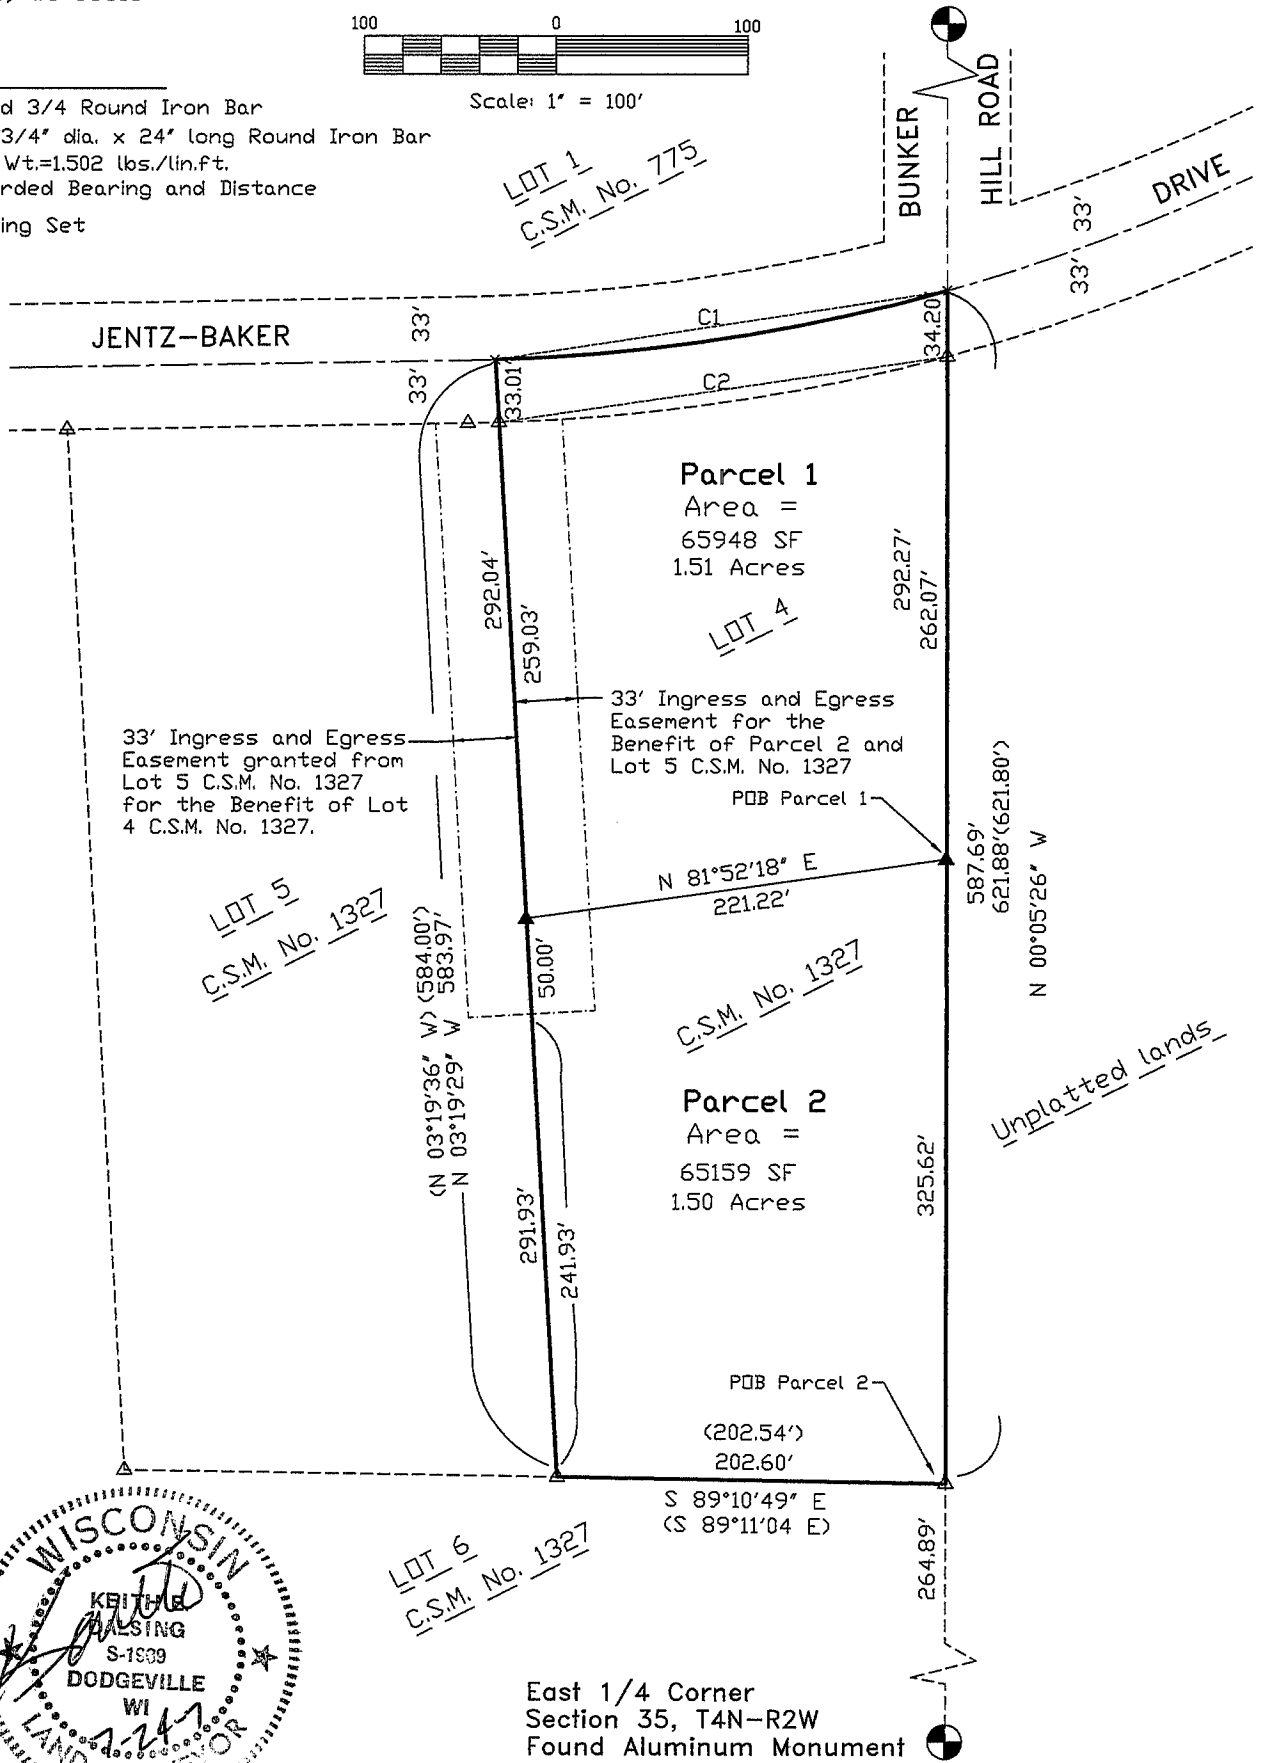 100 0 100
Scale: 1" = 100'
d 3/4 Round Iron Bar
3/4" dia. x 24" long Round Iron Bar
Wt.=1.502 lbs./lin.ft.
rded Bearing and Distance
ing Set
LOT 1
C.S.M. No. 775
BUNKER
HILL ROAD
DRIVE
33'
33'
JENTZ-BAKER
33'
33'
C1
C2
33.01'
34.20
Parcel 1
Area =
65948 SF
1.51 Acres
LOT 4
292.04'
259.03'
292.27'
262.07'
33' Ingress and Egress
Easement for the
Benefit of Parcel 2 and
Lot 5 C.S.M. No. 1327
33' Ingress and Egress
Easement granted from
Lot 5 C.S.M. No. 1327
for the Benefit of Lot
4 C.S.M. No. 1327.
POB Parcel 1
587.69'
621.88'(621.80')
N 00°05'26" W
N 81°52'18" E
221.22'
LOT 5
C.S.M. No. 1327
50.00'
C.S.M. No. 1327
(N 03°19'36" W) (584.00')
N 03°19'29" W 583.97'
Parcel 2
Area =
65159 SF
1.50 Acres
Unplatted lands
291.93'
241.93'
325.62'
POB Parcel 2
(202.54')
202.60'
S 89°10'49" E
(S 89°11'04 E)
264.89'
LOT 6
C.S.M. No. 1327
WISCONSIN
KEITH E.
DALSING
S-1939
DODGEVILLE
WI
LAND
East 1/4 Corner
Section 35, T4N-R2W
Found Aluminum Monument